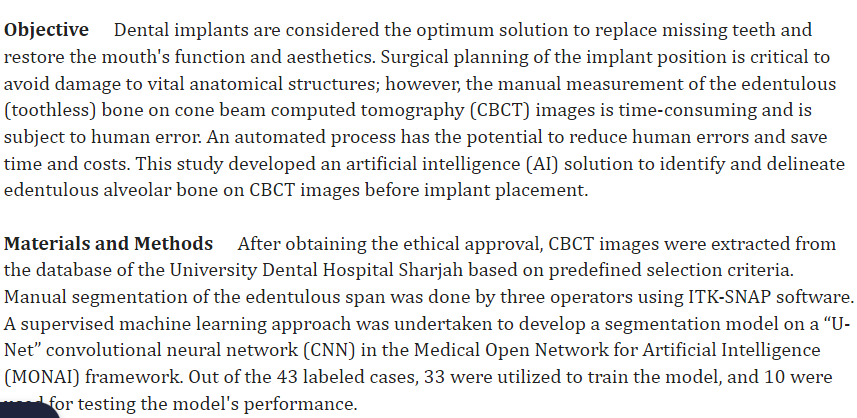 Objective Dental implants are considered the optimum solution to replace missing teeth and
restore the mouth's function and aesthetics. Surgical planning of the implant position is critical to
avoid damage to vital anatomical structures; however, the manual measurement of the edentulous
(toothless) bone on cone beam computed tomography (CBCT) images is time-consuming and is
subject to human error. An automated process has the potential to reduce human errors and save
time and costs. This study developed an artificial intelligence (AI) solution to identify and delineate
edentulous alveolar bone on CBCT images before implant placement.
Materials and Methods After obtaining the ethical approval, CBCT images were extracted from
the database of the University Dental Hospital Sharjah based on predefined selection criteria.
Manual segmentation of the edentulous span was done by three operators using ITK-SNAP software.
A supervised machine learning approach was undertaken to develop a segmentation model on a “U-
Net” convolutional neural network (CNN) in the Medical Open Network for Artificial Intelligence
(MONAI) framework. Out of the 43 labeled cases, 33 were utilized to train the model, and 10 were
for testing the model's performance.